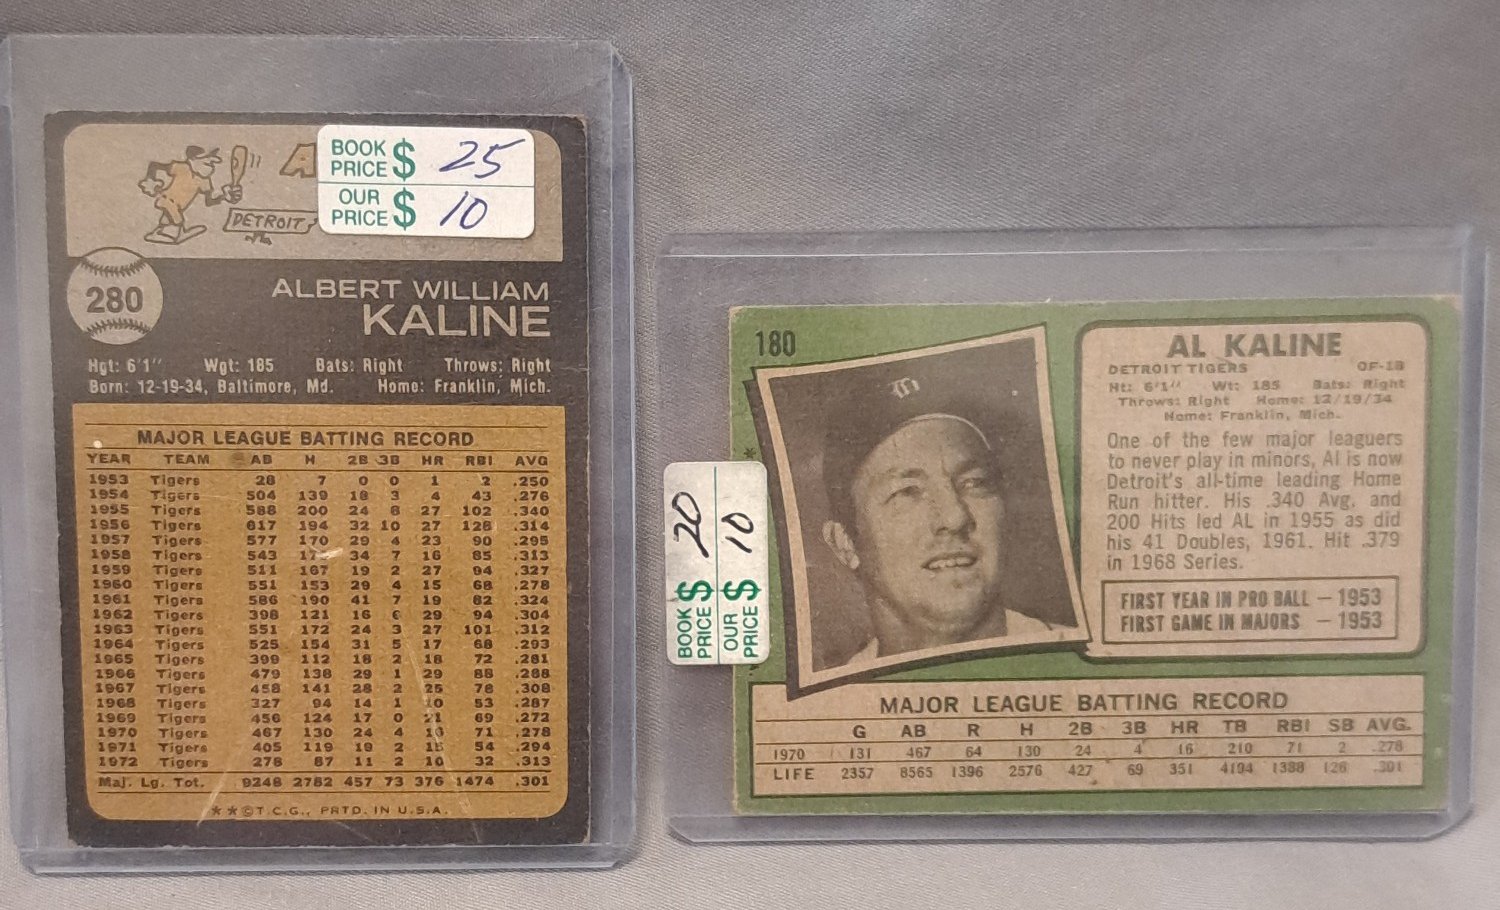 A
BOOK PRICE $ 25
OUR PRICE $ 10
DETROIT
280
ALBERT WILLIAM
KALINE
Hgt: 6'1" Wgt: 185 Bats: Right Throws: Right
Born: 12-19-34, Baltimore, Md. Home: Franklin, Mich.
MAJOR LEAGUE BATTING RECORD
YEAR TEAM AB H 2B 3B HR RBI AVG
1953 Tigers 28 7 0 0 1 2 .250
1954 Tigers 504 139 18 3 4 43 .276
1955 Tigers 588 200 24 8 27 102 .340
1956 Tigers 617 194 32 10 27 128 .314
1957 Tigers 577 170 29 4 23 90 .295
1958 Tigers 543 34 7 16 85 .313
1959 Tigers 511 167 19 2 27 94 .327
1960 Tigers 551 153 29 4 15 68 .278
1961 Tigers 586 190 41 7 19 82 .324
1962 Tigers 398 121 16 6 29 94 .304
1963 Tigers 551 172 24 3 27 101 .312
1964 Tigers 525 154 31 5 17 68 .293
1965 Tigers 399 112 18 2 18 72 .281
1966 Tigers 479 138 29 1 29 88 .288
1967 Tigers 458 141 28 2 25 78 .308
1968 Tigers 327 94 14 1 10 53 .287
1969 Tigers 456 124 17 0 21 69 .272
1970 Tigers 467 130 24 4 16 71 .278
1971 Tigers 405 119 19 2 15 54 .294
1972 Tigers 278 87 11 2 10 32 .313
Maj. Lg. Tot. 9248 2782 457 73 376 1474 .301
**©T.C.G., PRTD. IN U.S.A.
180
AL KALINE
DETROIT TIGERS OF-1B
Ht: 6'1" Wt: 185 Bats: Right
Throws: Right Home: 12/19/34
Home: Franklin, Mich.
One of the few major leaguers
to never play in minors, Al is now
Detroit's all-time leading Home
Run hitter. His .340 Avg. and
200 Hits led AL in 1955 as did
his 41 Doubles, 1961. Hit .379
in 1968 Series.
FIRST YEAR IN PRO BALL – 1953
FIRST GAME IN MAJORS – 1953
BOOK PRICE $ 20
OUR PRICE $ 10
MAJOR LEAGUE BATTING RECORD
G AB R H 2B 3B HR TB RBI SB AVG.
1970 131 467 64 130 24 4 16 210 71 2 .278
LIFE 2357 8565 1396 2576 427 69 351 4194 1388 126 .301